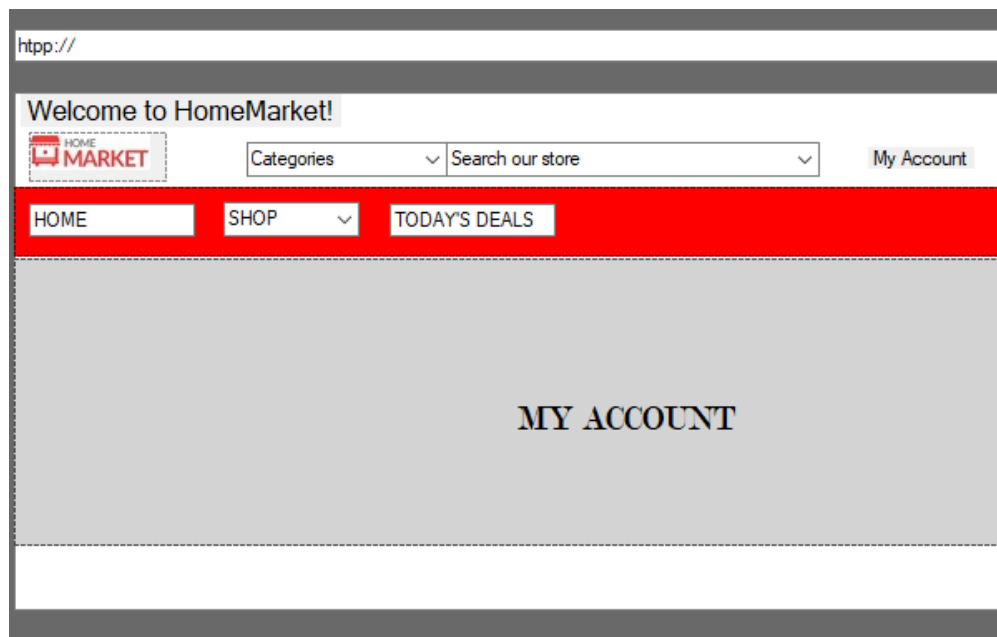 htpp://
Welcome to HomeMarket!
HOME
MARKET
Categories Search our store My Account
HOME SHOP TODAY'S DEALS
MY ACCOUNT